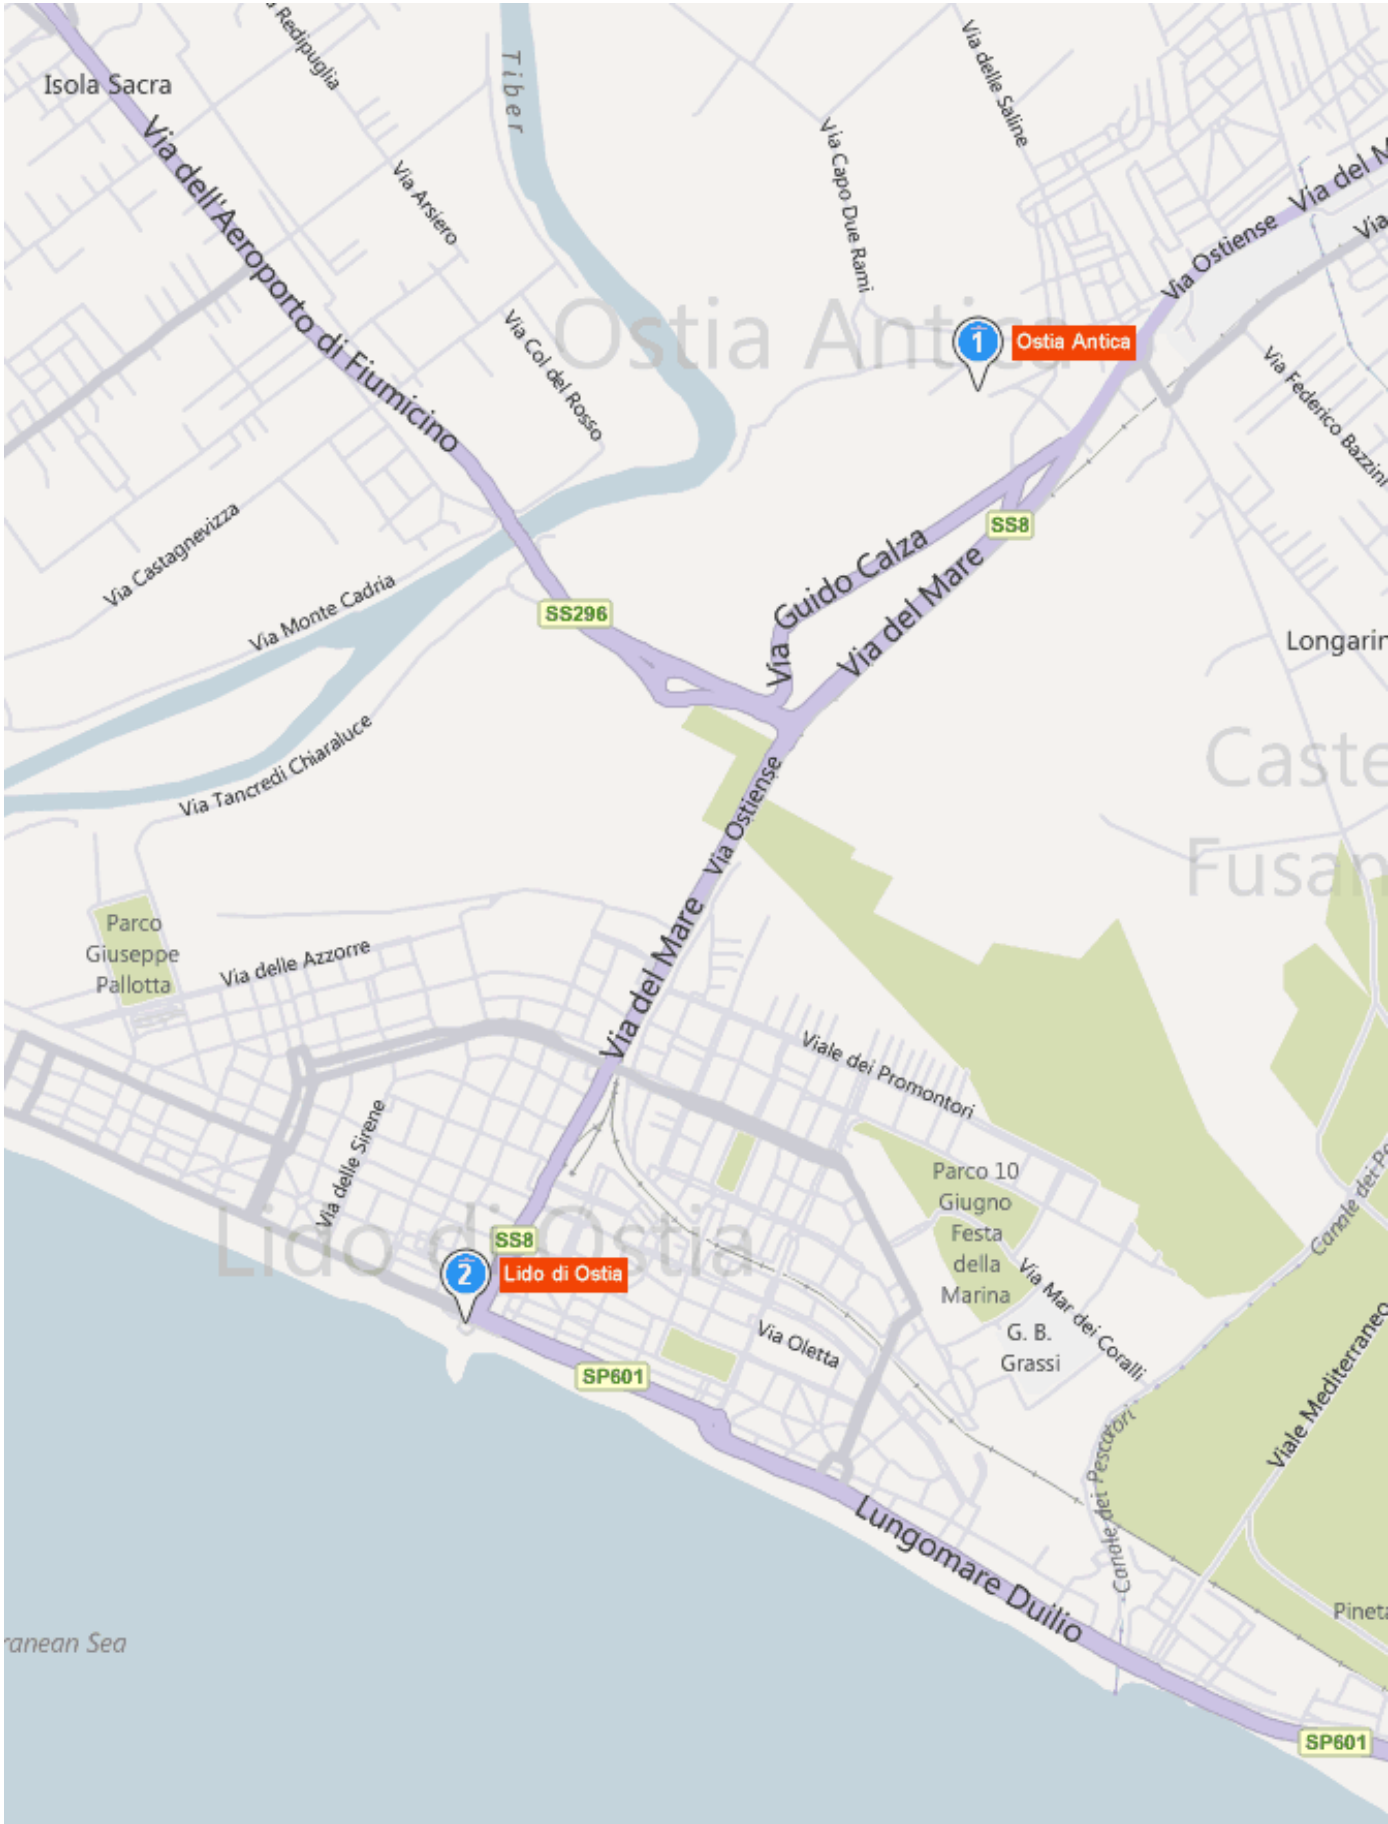 Redipuglia
Tiber
Via delle Saline
Isola Sacra
Via dell'Aeroporto di Fiumicino
Via Arsiero
Via Capo Due Rami
Via Ostiense
Via del M
Via
Via Col del Rosso
Ostia Antica
1
Ostia Antica
Via Federico Bazzini
Via Castagnevizza
Via Monte Cadria
SS8
Via Guido Calza
Via del Mare
SS296
Longarin
Via Tancredi Chiaraluce
Caste
Fusan
Via Ostiense
Via del Mare
Parco
Giuseppe
Pallotta
Via delle Azzorre
Viale dei Promontori
Via delle Sirene
Parco 10
Giugno
Festa
della
Marina
Canale dei Pe
Lido di Ostia
SS8
2
Lido di Ostia
Via Mar dei Coralli
G. B.
Grassi
Via Oletta
SP601
Viale Mediterraneo
Canale dei Pescatori
Lungomare Duilio
Pineta
ranean Sea
SP601